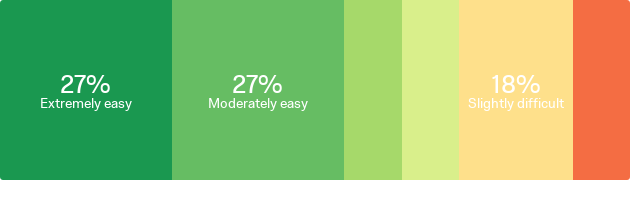 27%
Extremely easy
27%
Moderately easy
18%
Slightly difficult